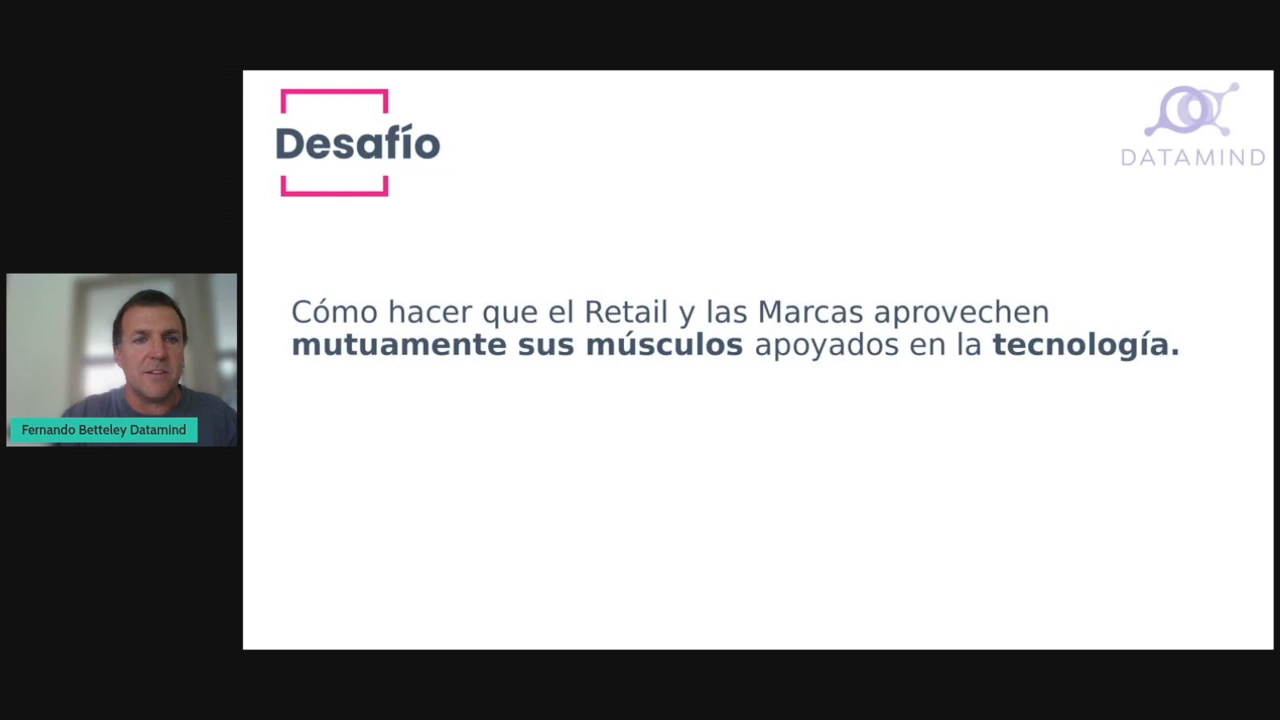 Desafío
DATAMIND
Cómo hacer que el Retail y las Marcas aprovechen
mutuamente sus músculos apoyados en la tecnología.
Fernando Betteley Datamind